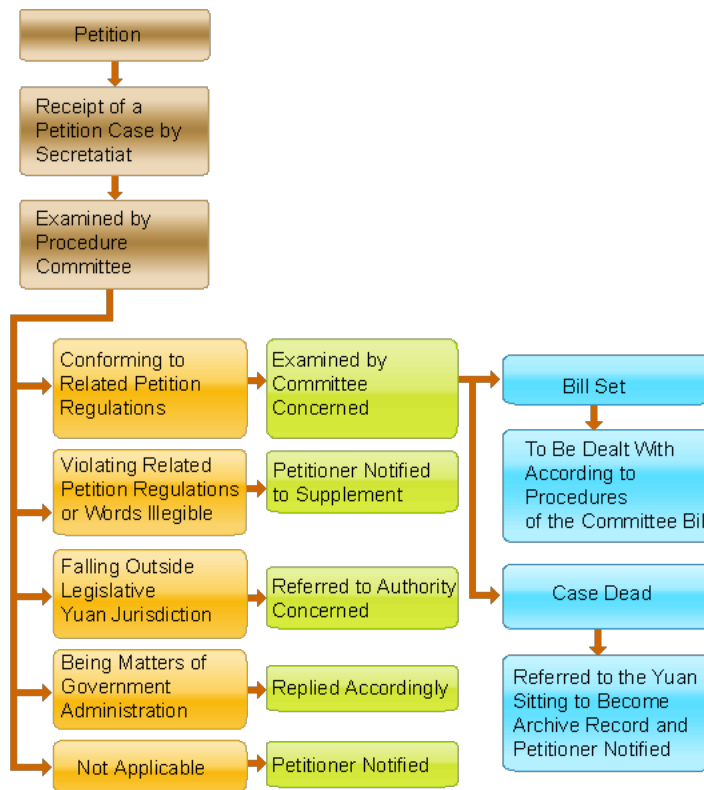 Petition
Receipt of a
Petition Case by
Secretatiat
Examined by
Procedure
Committee
Conforming to
Related Petition
Regulations
Examined by
Committee
Concerned
Bill Set
To Be Dealt With
According to
Procedures
of the Committee Bill
Violating Related
Petition Regulations
or Words Illegible
Petitioner Notified
to Supplement
Falling Outside
Legislative
Yuan Jurisdiction
Referred to Authority
Concerned
Case Dead
Referred to the Yuan
Sitting to Become
Archive Record and
Petitioner Notified
Being Matters of
Government
Administration
Replied Accordingly
Not Applicable
Petitioner Notified